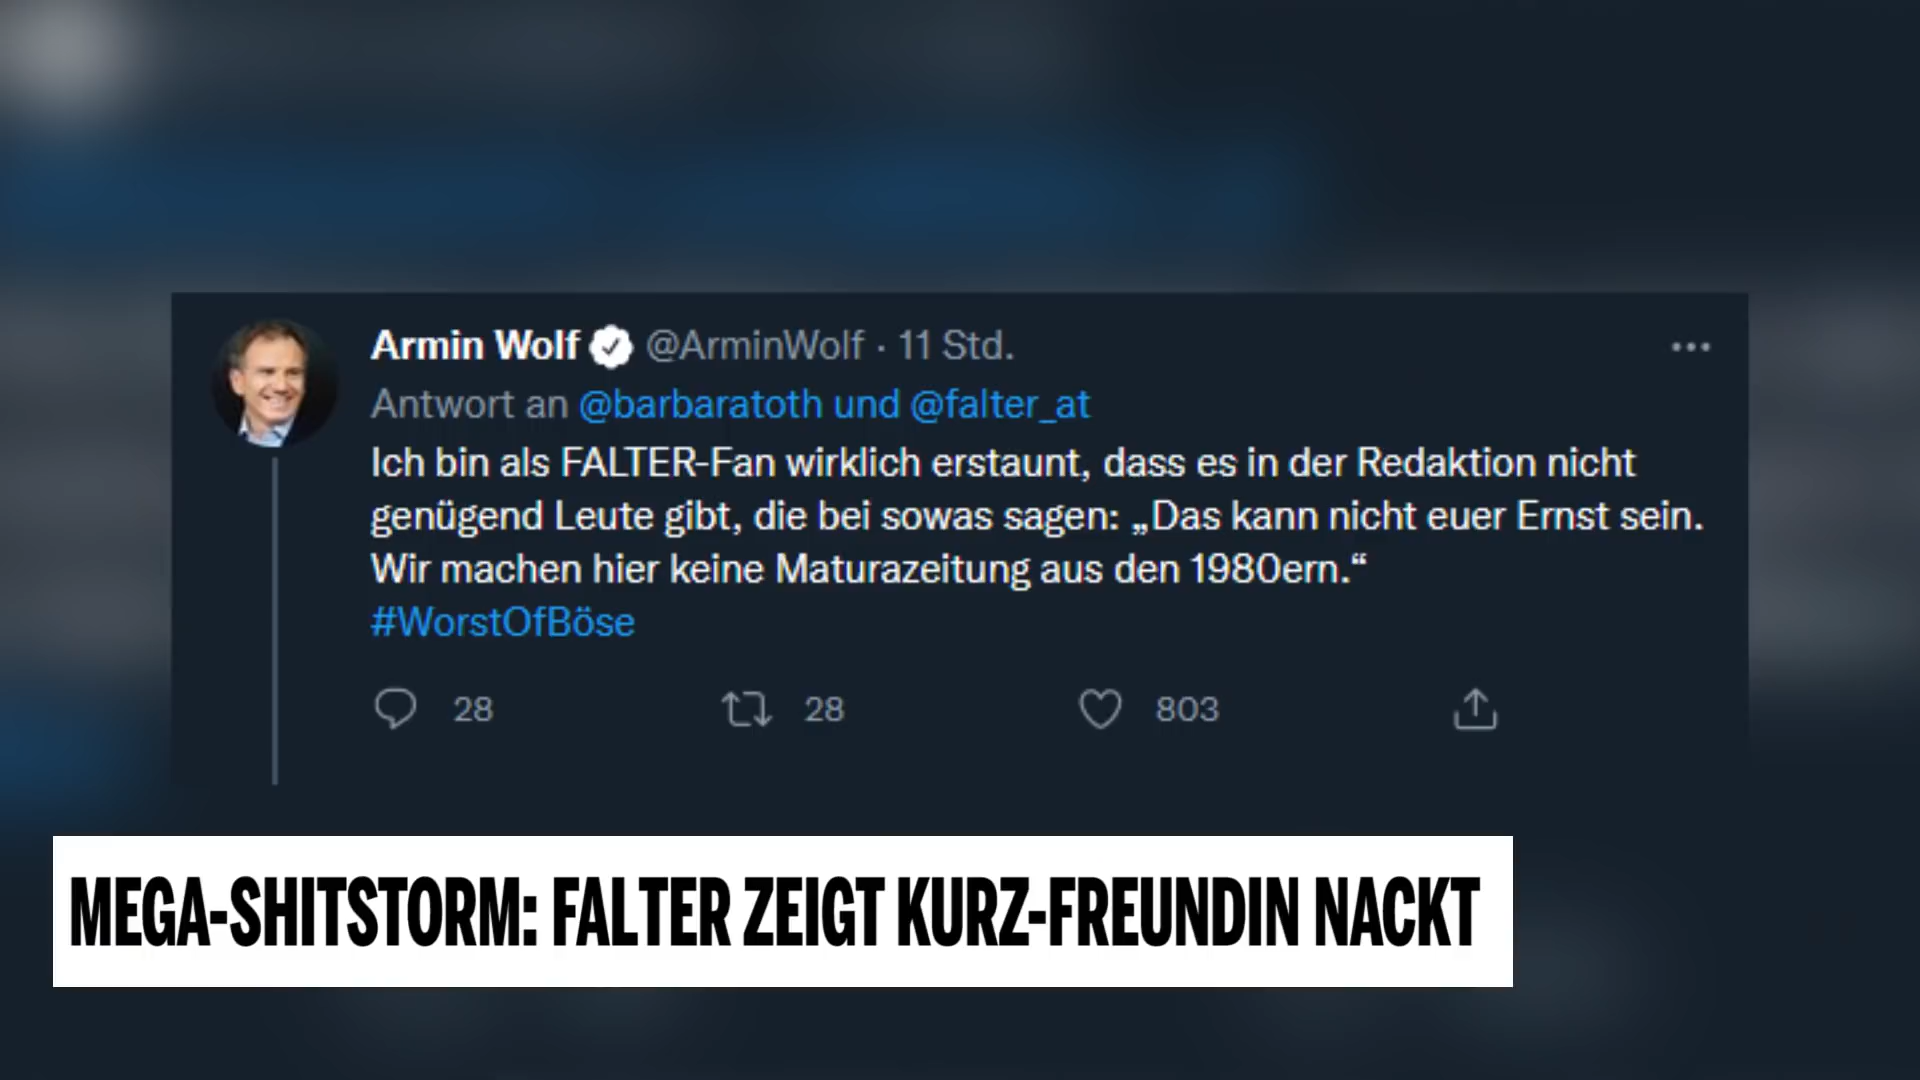 Armin Wolf @ArminWolf · 11 Std.
Antwort an @barbaratoth und @falter_at
Ich bin als FALTER-Fan wirklich erstaunt, dass es in der Redaktion nicht
genügend Leute gibt, die bei sowas sagen: „Das kann nicht euer Ernst sein.
Wir machen hier keine Maturazeitung aus den 1980ern.“
#WorstOfBöse
28 28 803
MEGA-SHITSTORM: FALTER ZEIGT KURZ-FREUNDIN NACKT